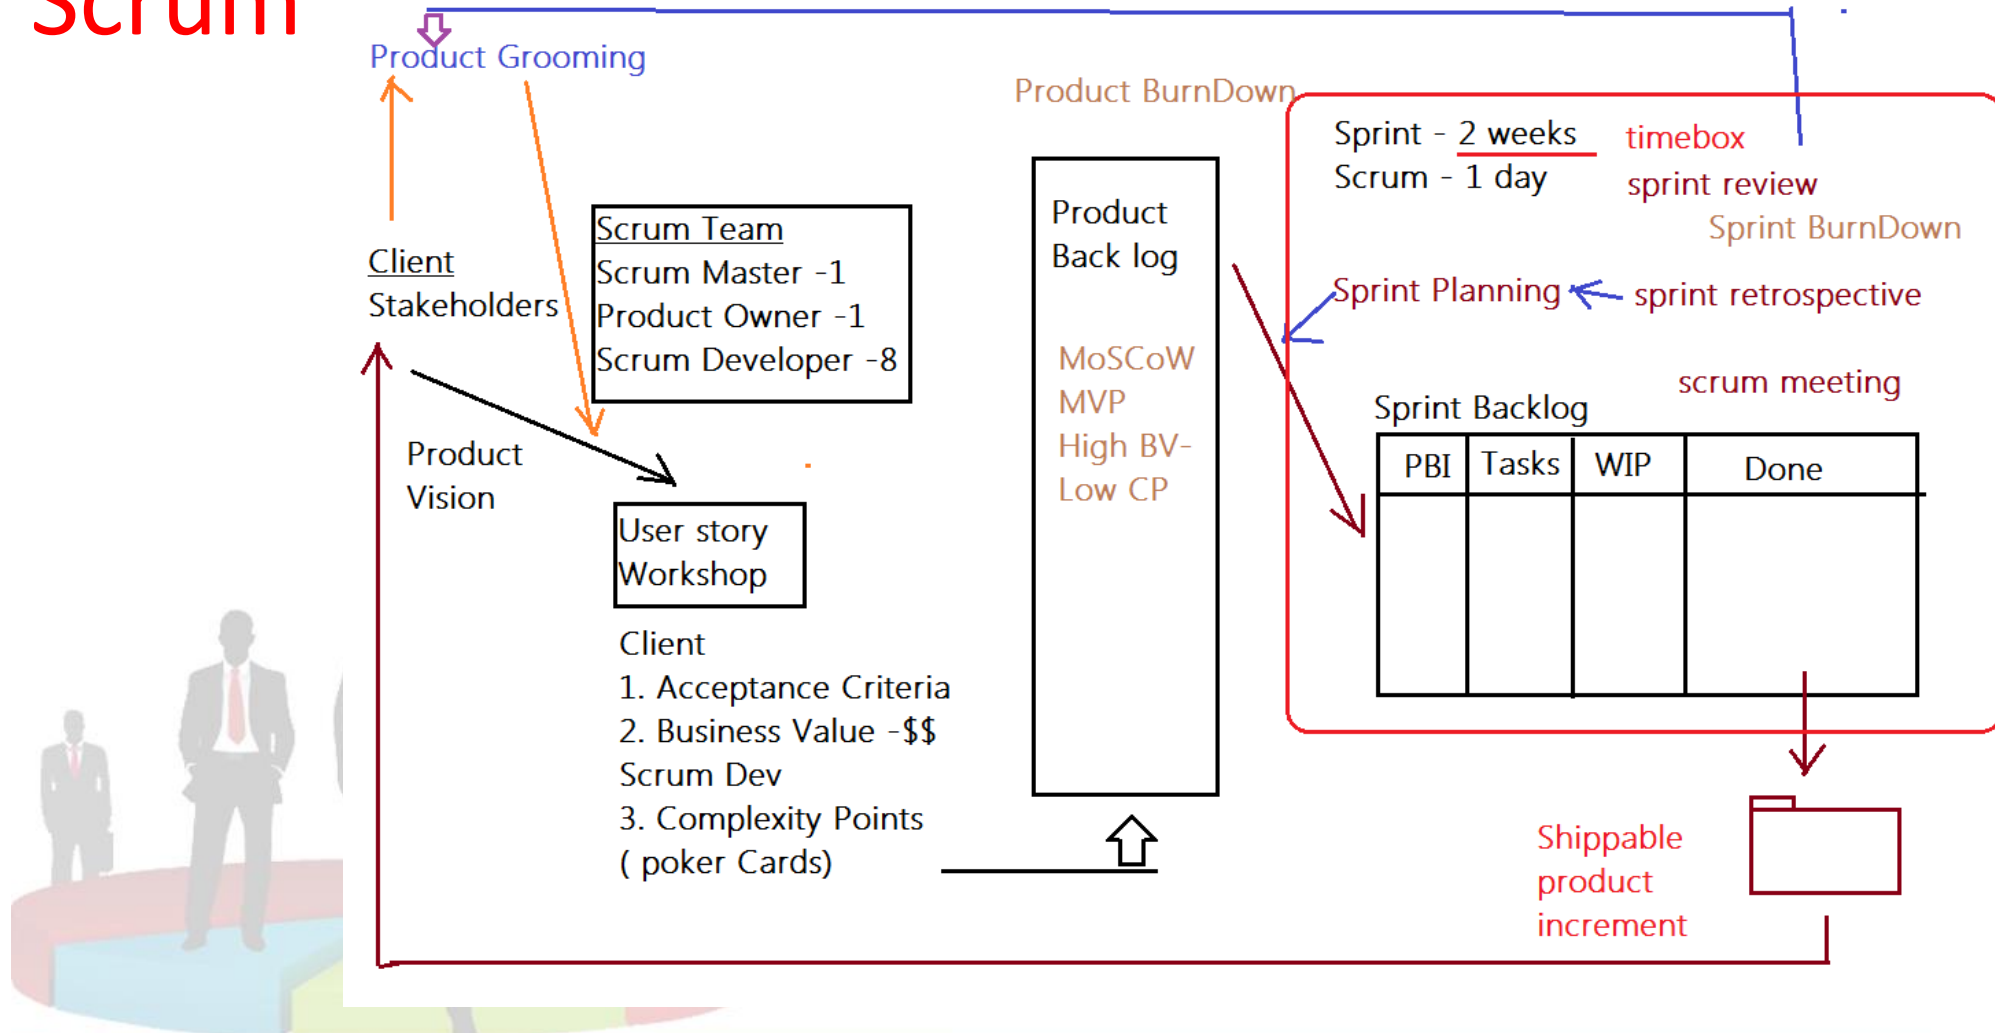 Scrum
Product Grooming
Product BurnDown
Sprint - 2 weeks
timebox
Scrum - 1 day
sprint review
Sprint BurnDown
Sprint Planning
sprint retrospective
scrum meeting
Sprint Backlog
PBI
Tasks
WIP
Done
Client
Stakeholders
Scrum Team
Scrum Master -1
Product Owner -1
Scrum Developer -8
Product
Vision
User story
Workshop
Client
1. Acceptance Criteria
2. Business Value -$$
Scrum Dev
3. Complexity Points
( poker Cards)
Product
Back log
MoSCoW
MVP
High BV-
Low CP
Shippable
product
increment